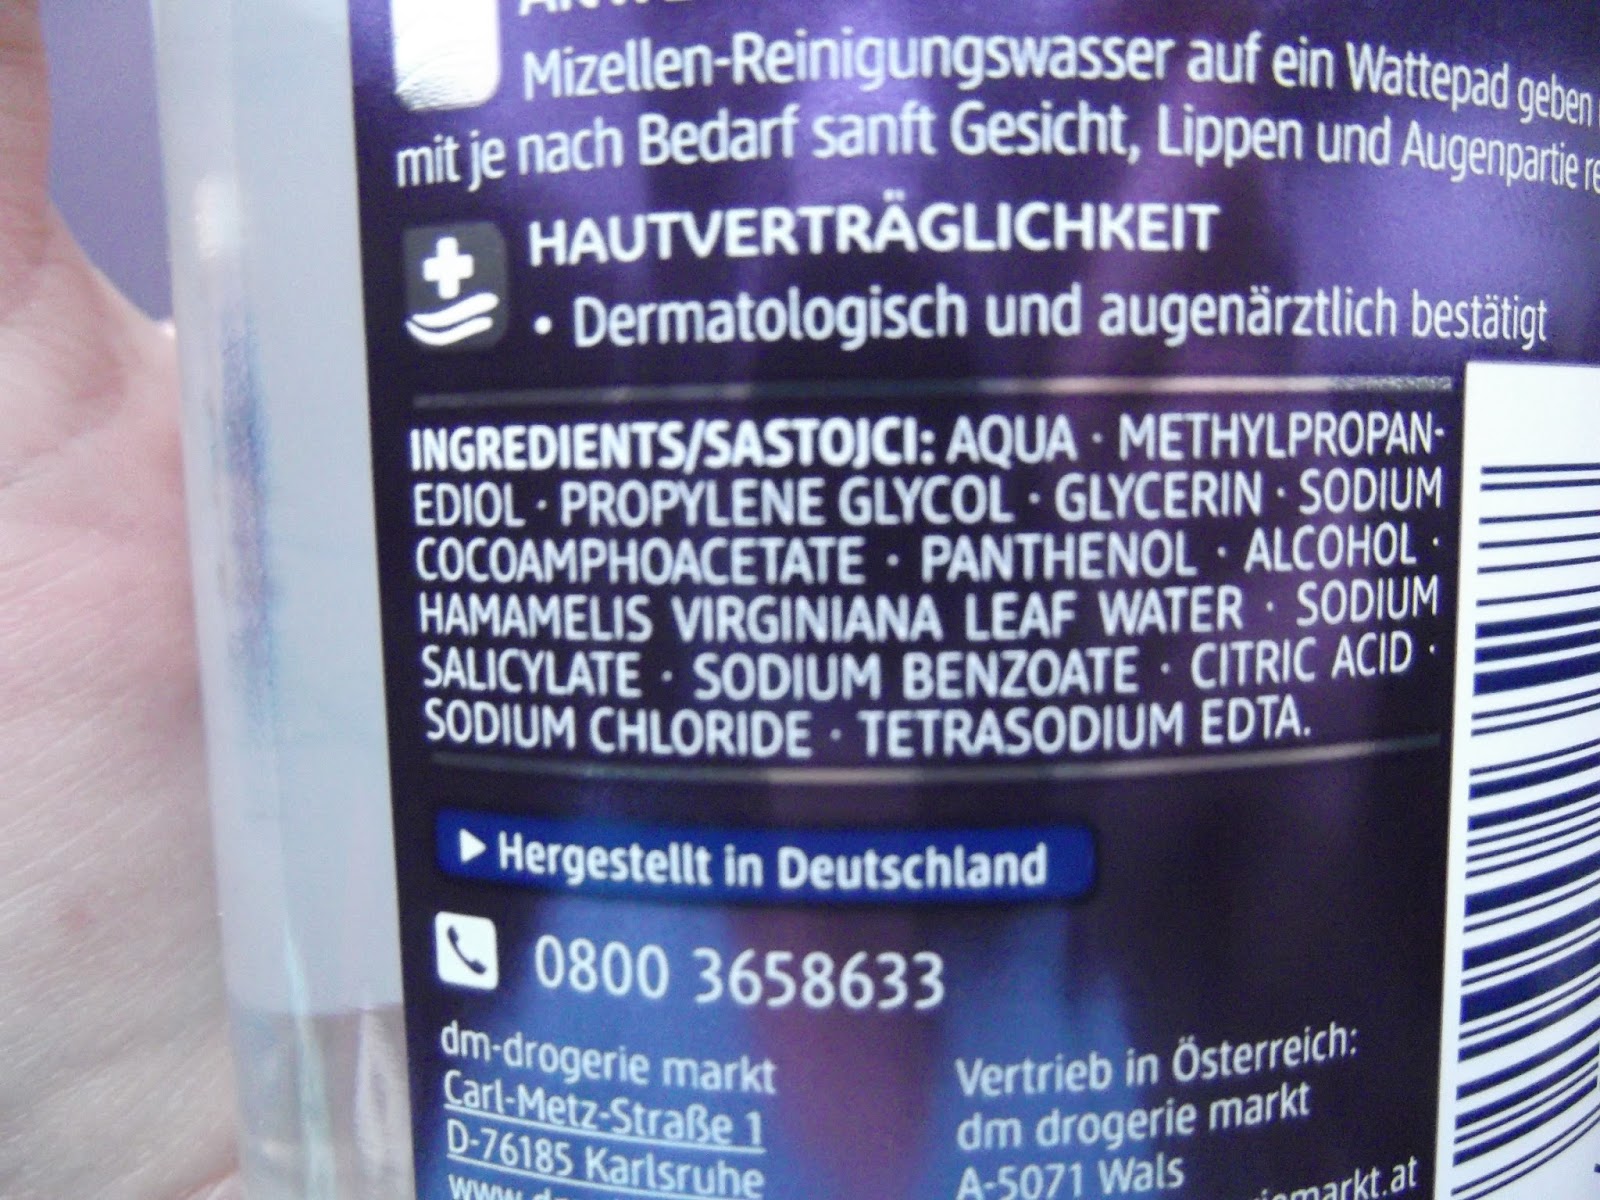 Mizellen-Reinigungswasser auf ein Wattepad geben
mit je nach Bedarf sanft Gesicht, Lippen und Augenpartie
HAUTVERTRÄGLICHKEIT
• Dermatologisch und augenärztlich bestätigt
INGREDIENTS/SASTOJCI: AQUA · METHYLPROPAN-
EDIOL · PROPYLENE GLYCOL · GLYCERIN · SODIUM
COCOAMPHOACETATE · PANTHENOL · ALCOHOL ·
HAMAMELIS VIRGINIANA LEAF WATER · SODIUM
SALICYLATE · SODIUM BENZOATE · CITRIC ACID ·
SODIUM CHLORIDE · TETRASODIUM EDTA.
Hergestellt in Deutschland
0800 3658633
dm-drogerie markt
Carl-Metz-Straße 1
D-76185 Karlsruhe
Vertrieb in Österreich:
dm drogerie markt
A-5071 Wals